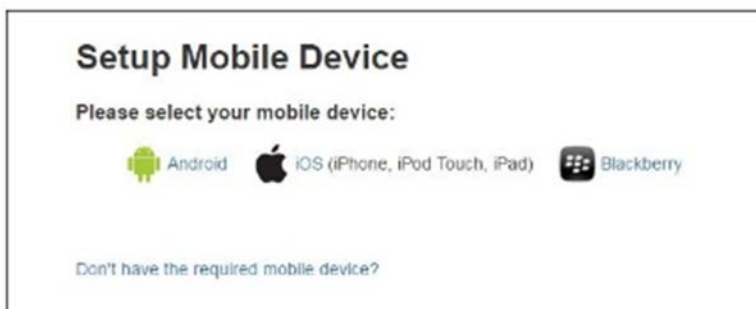 Setup Mobile Device
Please select your mobile device:
Android iOS (iPhone, iPod Touch, iPad) Blackberry
Don't have the required mobile device?